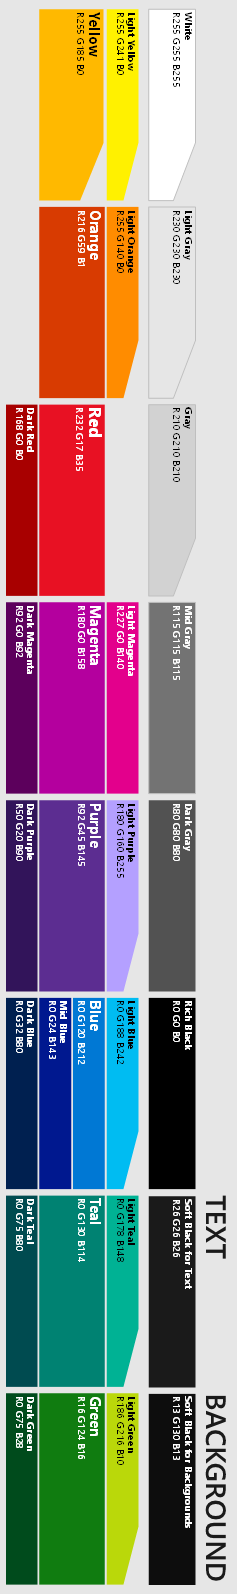 TEXT
BACKGROUND
White
R255 G255 B255
Light Gray
R230 G230 B230
Gray
R210 G210 B210
Mid Gray
R115 G115 B115
Dark Gray
R80 G80 B80
Rich Black
R0 G0 B0
Soft Black for Text
R26 G26 B26
Soft Black for Backgrounds
R13 G130 B13
Light Yellow
R255 G241 B0
Light Orange
R255 G140 B0
Light Magenta
R227 G0 B140
Light Purple
R180 G160 B255
Light Blue
R0 G188 B242
Light Teal
R0 G178 B148
Light Green
R186 G216 B10
Yellow
R255 G185 B0
Orange
R216 G59 B1
Red
R232 G17 B35
Magenta
R180 G0 B158
Purple
R92 G45 B145
Blue
R0 G120 B212
Teal
R0 G130 B114
Green
R16 G124 B16
Mid Blue
R0 G24 B143
Dark Red
R168 G0 B0
Dark Magenta
R92 G0 B92
Dark Purple
R50 G20 B90
Dark Blue
R0 G32 B80
Dark Teal
R0 G75 B80
Dark Green
R0 G75 B28